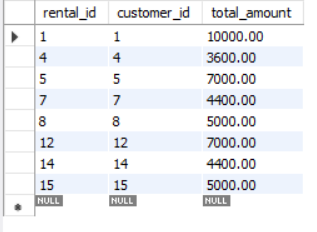 rental_id customer_id total_amount
1 1 10000.00
4 4 3600.00
5 5 7000.00
7 7 4400.00
8 8 5000.00
12 12 7000.00
14 14 4400.00
15 15 5000.00
NULL NULL NULL